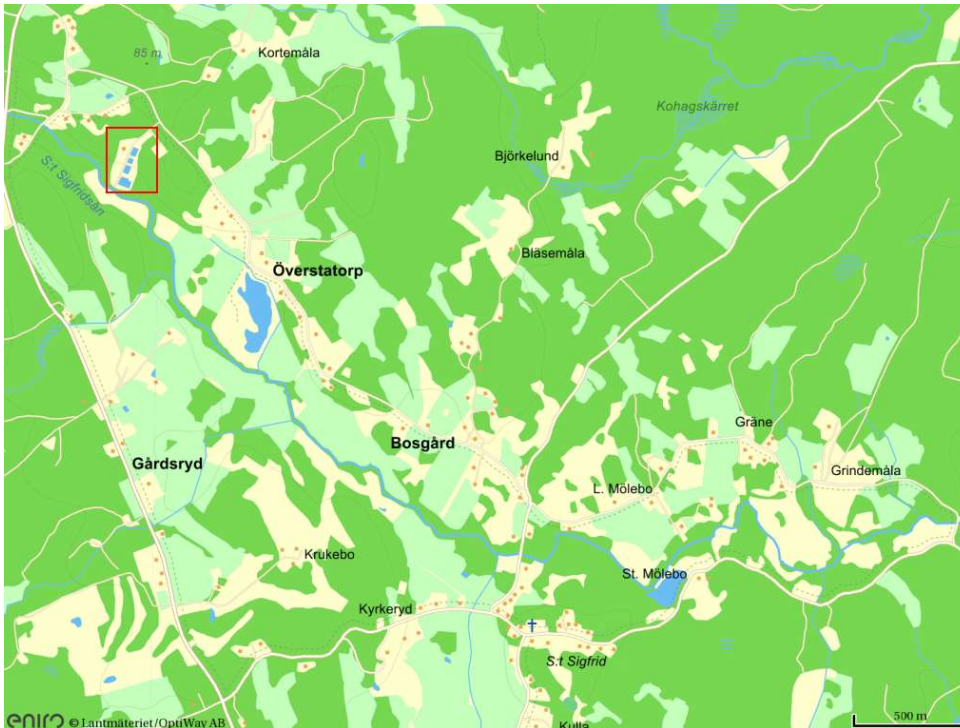 85 m
Kortemåla
Kohagskärret
Björkelund
S:t Sigfridsån
Bläsemåla
Överstatorp
Gräne
Bosgård
Gårdsryd
Grindemåla
L. Mölebo
Krukebo
St. Mölebo
Kyrkeryd
S:t Sigfrid
500 m
eniro © Lantmäteriet/OptiWay AB
Kulla